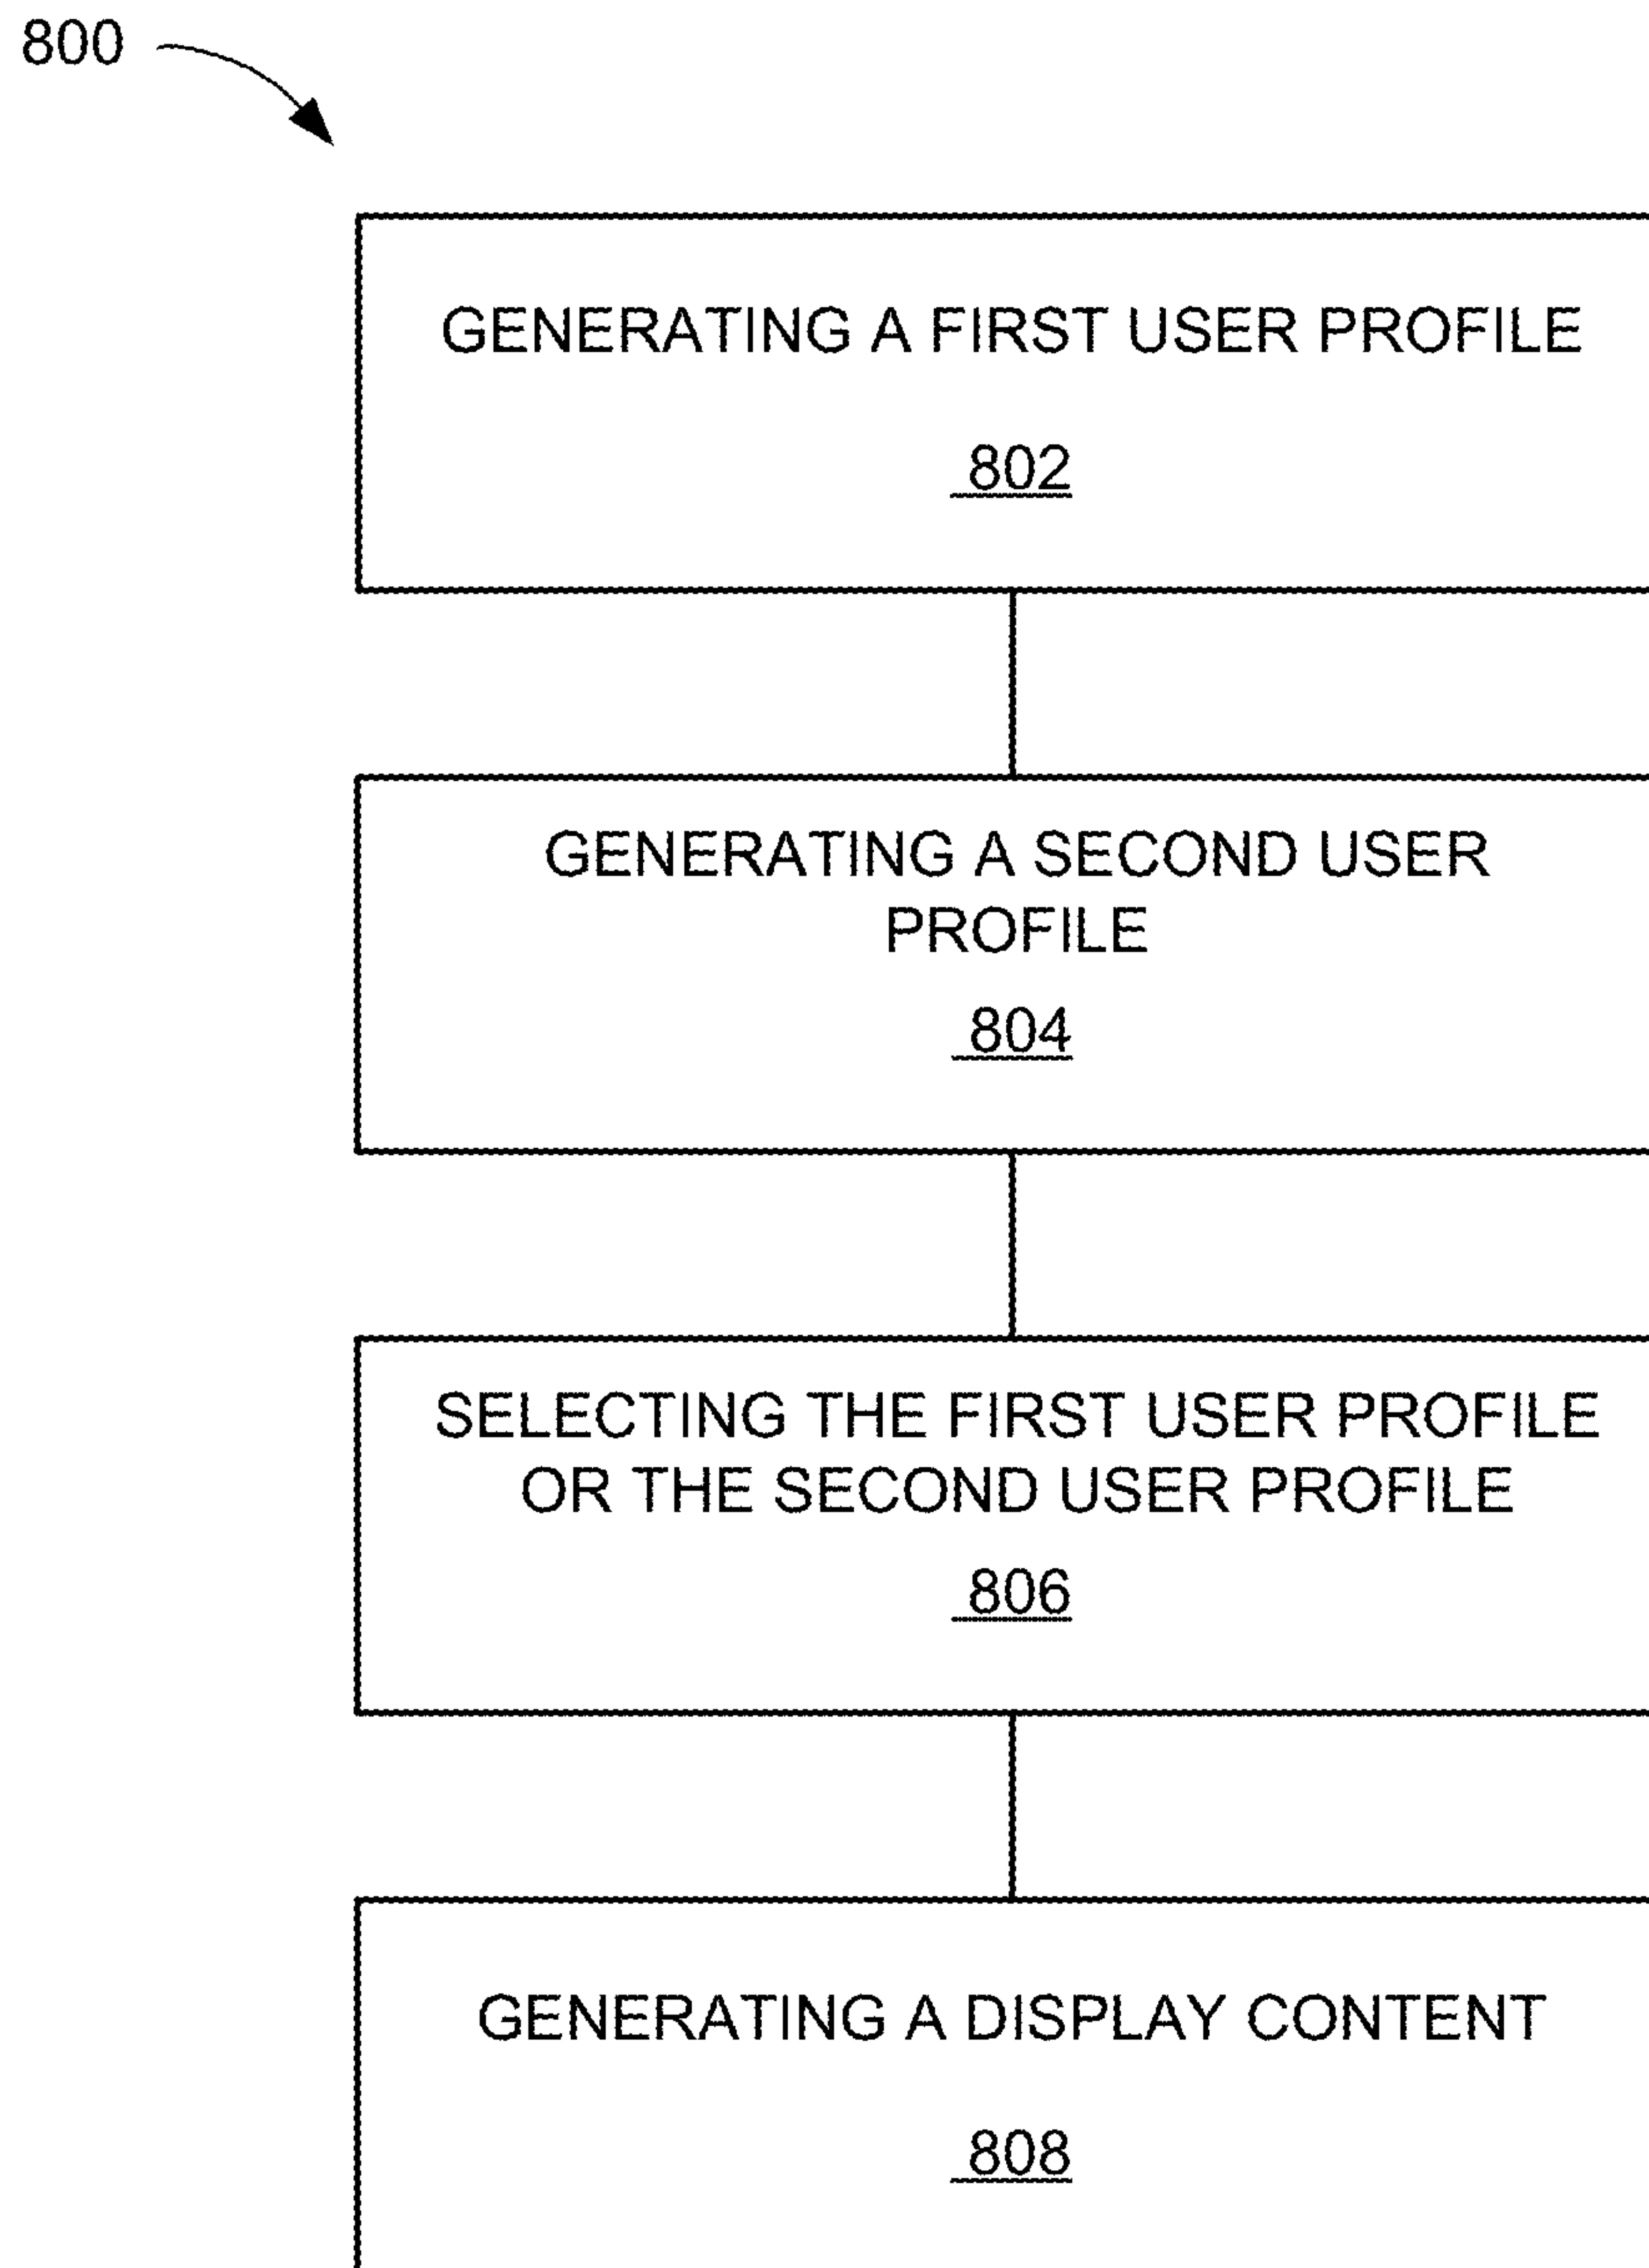 800
GENERATING A FIRST USER PROFILE
802
GENERATING A SECOND USER
PROFILE
804
SELECTING THE FIRST USER PROFILE
OR THE SECOND USER PROFILE
806
GENERATING A DISPLAY CONTENT
808